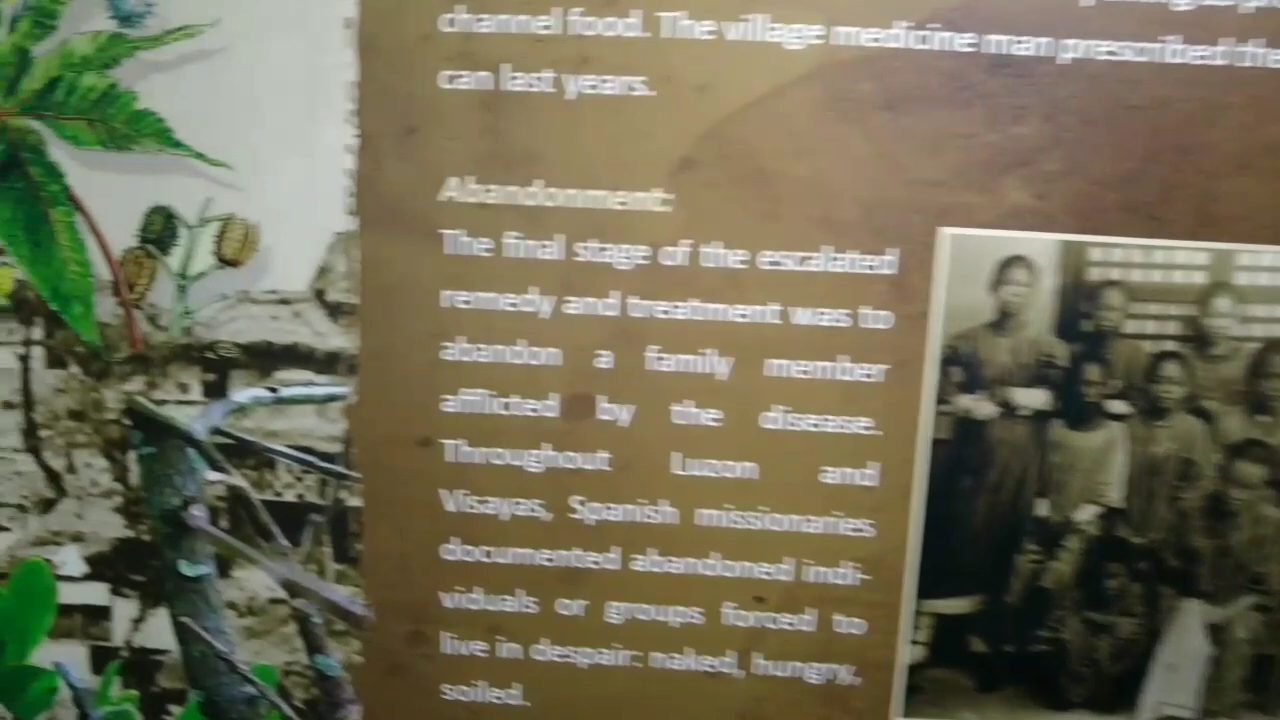 channel food. The village medicine man prescribed the
can last years.
Abandonment:
The final stage of the escalated
remedy and treatment was to
abandon a family member
afflicted by the disease.
Throughout Luzon and
Visayas, Spanish missionaries
documented abandoned indi-
viduals or groups forced to
live in despair: naked, hungry,
soiled.